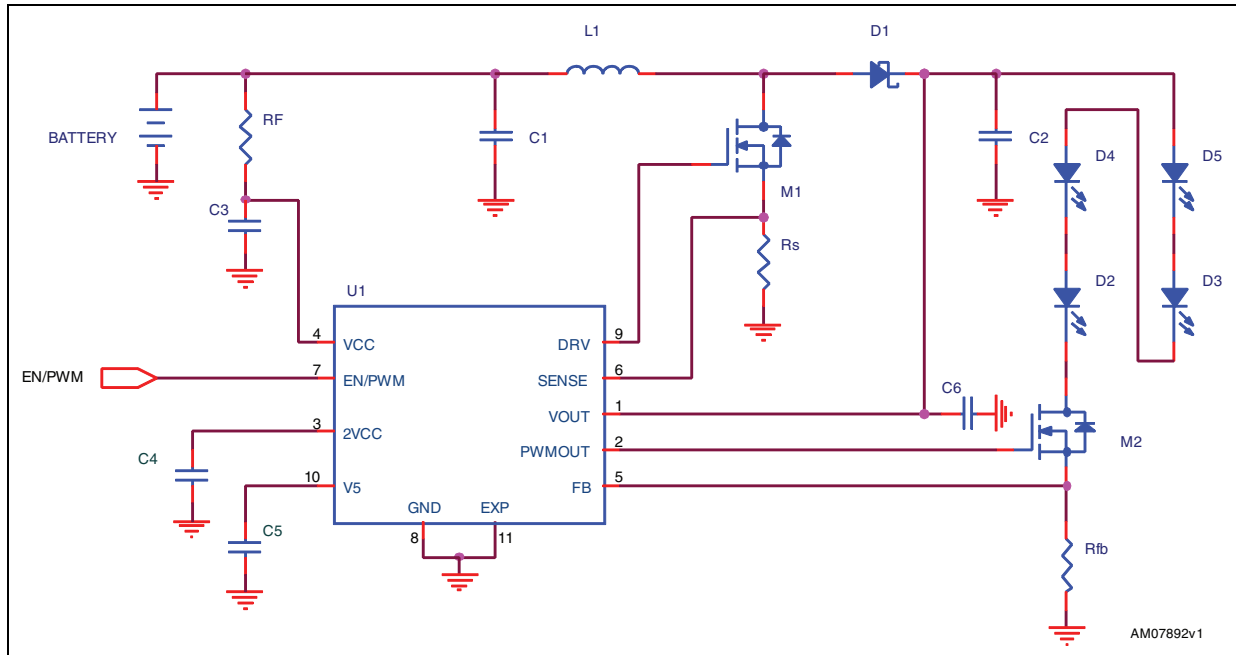 L1
D1
RF
BATTERY
C1
C2
D4
D5
M1
C3
Rs
U1
D2
D3
4
VCC
DRV
9
EN/PWM
7
EN/PWM
SENSE
6
C6
VOUT
1
3
2VCC
PWMOUT
2
M2
C4
10
V5
FB
5
C5
GND
EXP
8
11
Rfb
AM07892v1